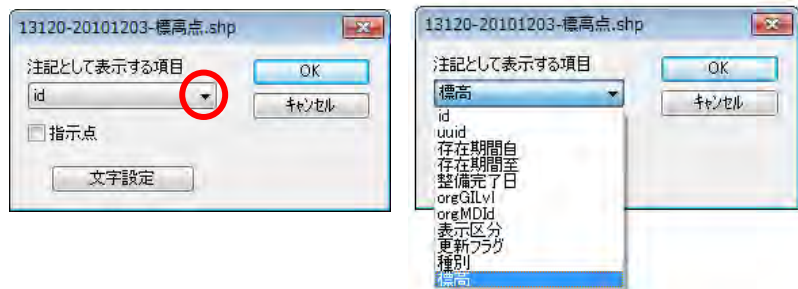 13120-20101203-標高点.shp
注記として表示する項目
id
OK
キャンセル
指示点
文字設定
13120-20101203-標高点.shp
注記として表示する項目
標高
OK
キャンセル
id
uuid
存在期間自
存在期間至
整備完了日
orgGILvl
orgMDId
表示区分
更新フラグ
種別
標高